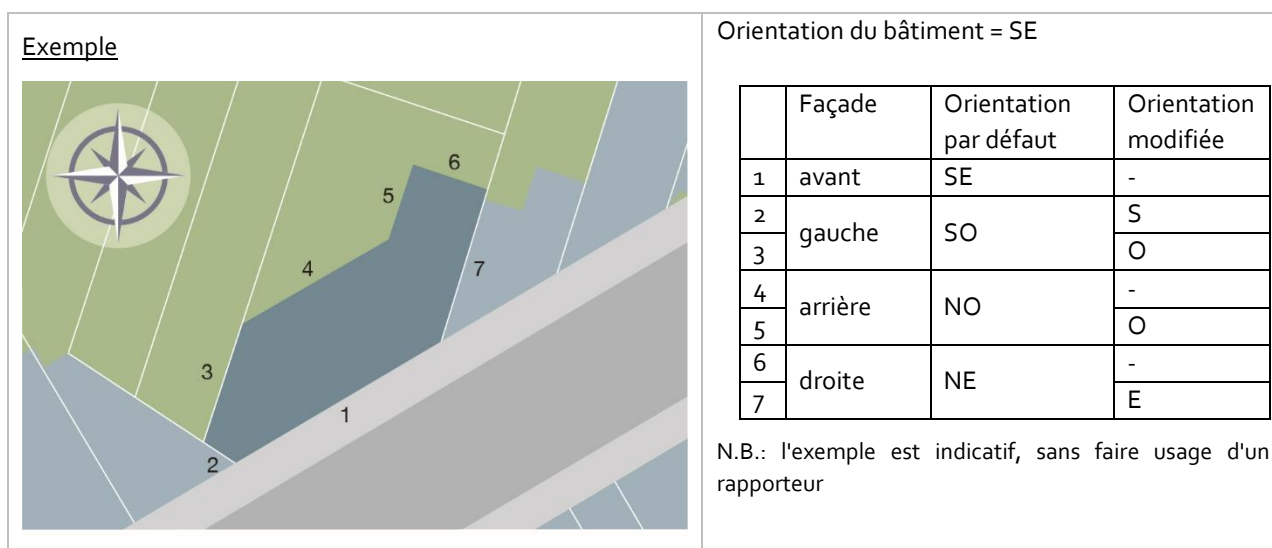 Exemple
6
5
4
7
3
1
2
Orientation du bâtiment = SE
Façade Orientation par défaut Orientation modifiée
1 avant SE -
2 gauche SO S
3 O
4 arrière NO -
5 O
6 droite NE -
7 E
N.B.: l'exemple est indicatif, sans faire usage d'un
rapporteur